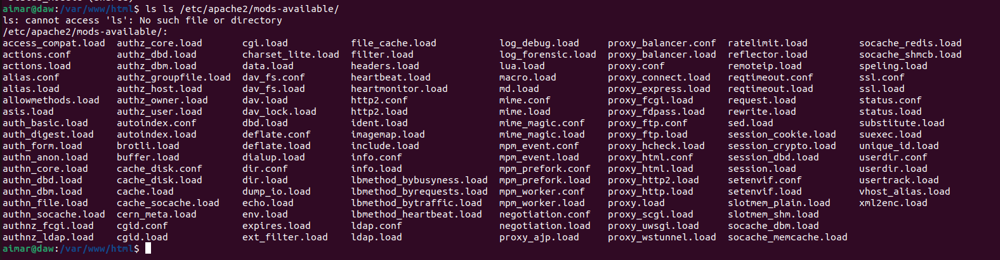 aimar@daw:/var/www/html$ ls ls /etc/apache2/mods-available/
ls: cannot access 'ls': No such file or directory
/etc/apache2/mods-available/:
access_compat.load authz_core.load cgi.load file_cache.load log_debug.load proxy_balancer.conf ratelimit.load socache_redis.load
actions.conf authz_dbd.load charset_lite.load filter.load log_forensic.load proxy_balancer.load reflector.load socache_shmcb.load
actions.load authz_dbm.load data.load headers.load lua.load proxy.conf remoteip.load speling.load
alias.conf authz_groupfile.load dav_fs.conf heartbeat.load macro.load proxy_connect.load reqtimeout.conf ssl.conf
alias.load authz_host.load dav_fs.load heartmonitor.load md.load proxy_express.load reqtimeout.load ssl.load
allowmethods.load authz_owner.load dav.load http2.conf mime.conf proxy_fcgi.load request.load status.conf
asis.load authz_user.load dav_lock.load http2.load mime.load proxy_fdpass.load rewrite.load status.load
auth_basic.load autoindex.conf dbd.load ident.load mime_magic.conf proxy_ftp.conf sed.load substitute.load
auth_digest.load autoindex.load deflate.conf imagemap.load mime_magic.load proxy_ftp.load session_cookie.load suexec.load
auth_form.load brotli.load deflate.load include.load mpm_event.conf proxy_hcheck.load session_crypto.load unique_id.load
authn_anon.load buffer.load dialup.load info.conf mpm_event.load proxy_html.conf session_dbd.load userdir.conf
authn_core.load cache_disk.conf dir.conf info.load mpm_prefork.conf proxy_html.load session.load userdir.load
authn_dbd.load cache_disk.load dir.load lbmethod_bybusyness.load mpm_prefork.load proxy_http2.load setenvif.conf usertrack.load
authn_dbm.load cache.load dump_io.load lbmethod_byrequests.load mpm_worker.conf proxy_http.load setenvif.load vhost_alias.load
authn_file.load cache_socache.load echo.load lbmethod_bytraffic.load mpm_worker.load proxy.load slotmem_plain.load xml2enc.load
authn_socache.load cern_meta.load env.load lbmethod_heartbeat.load negotiation.conf proxy_scgi.load slotmem_shm.load
authnz_fcgi.load cgid.conf expires.load ldap.conf negotiation.load proxy_uwsgi.load socache_dbm.load
authnz_ldap.load cgid.load ext_filter.load ldap.load proxy_ajp.load proxy_wstunnel.load socache_memcache.load
aimar@daw:/var/www/html$